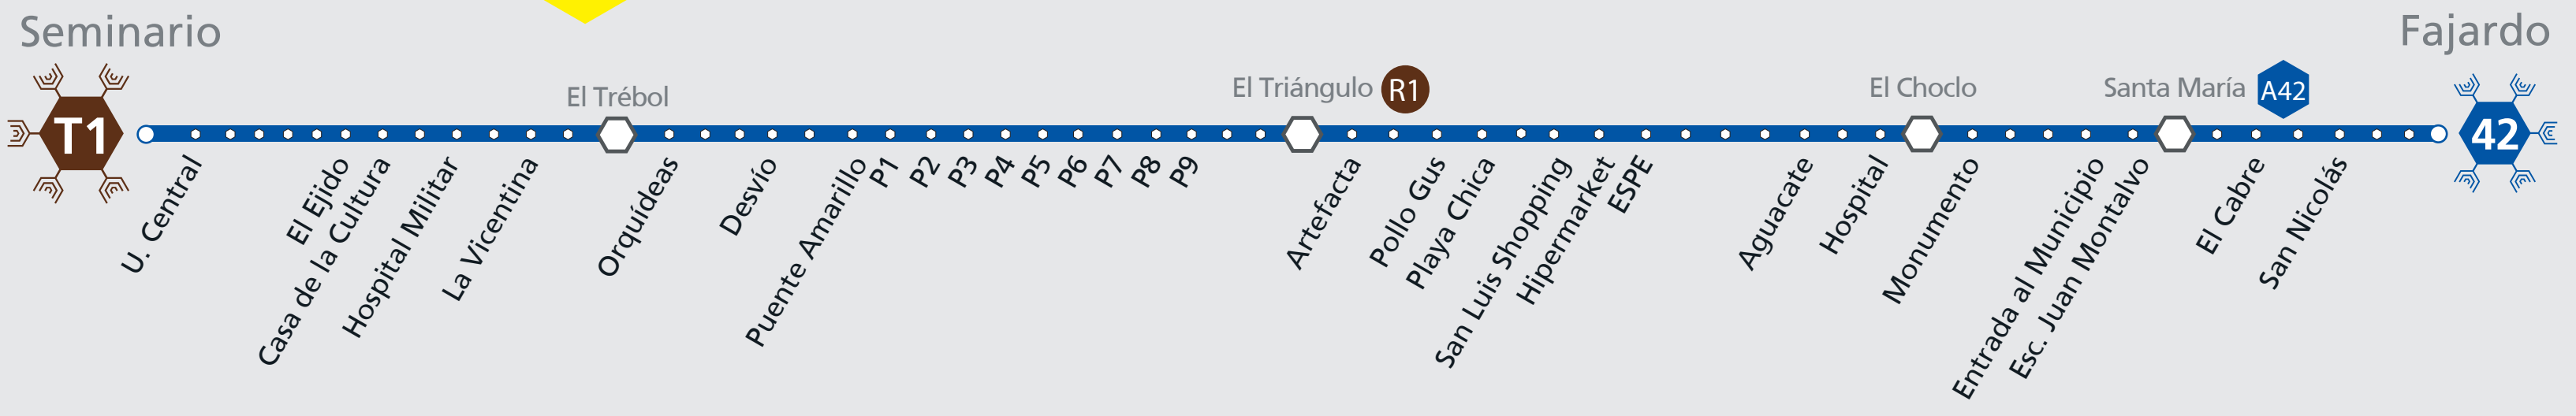 Seminario
Fajardo
T1
El Trébol
El Triángulo R1
El Choclo
Santa María A42
42
U. Central
El Ejido
Casa de la Cultura
Hospital Militar
La Vicentina
Orquídeas
Desvío
Puente Amarillo
P1
P2
P3
P4
P5
P6
P7
P8
P9
Artefacta
Pollo Gus
Playa Chica
San Luis Shopping
Hipermarket
ESPE
Aguacate
Hospital
Monumento
Entrada al Municipio
Esc. Juan Montalvo
El Cabre
San Nicolás